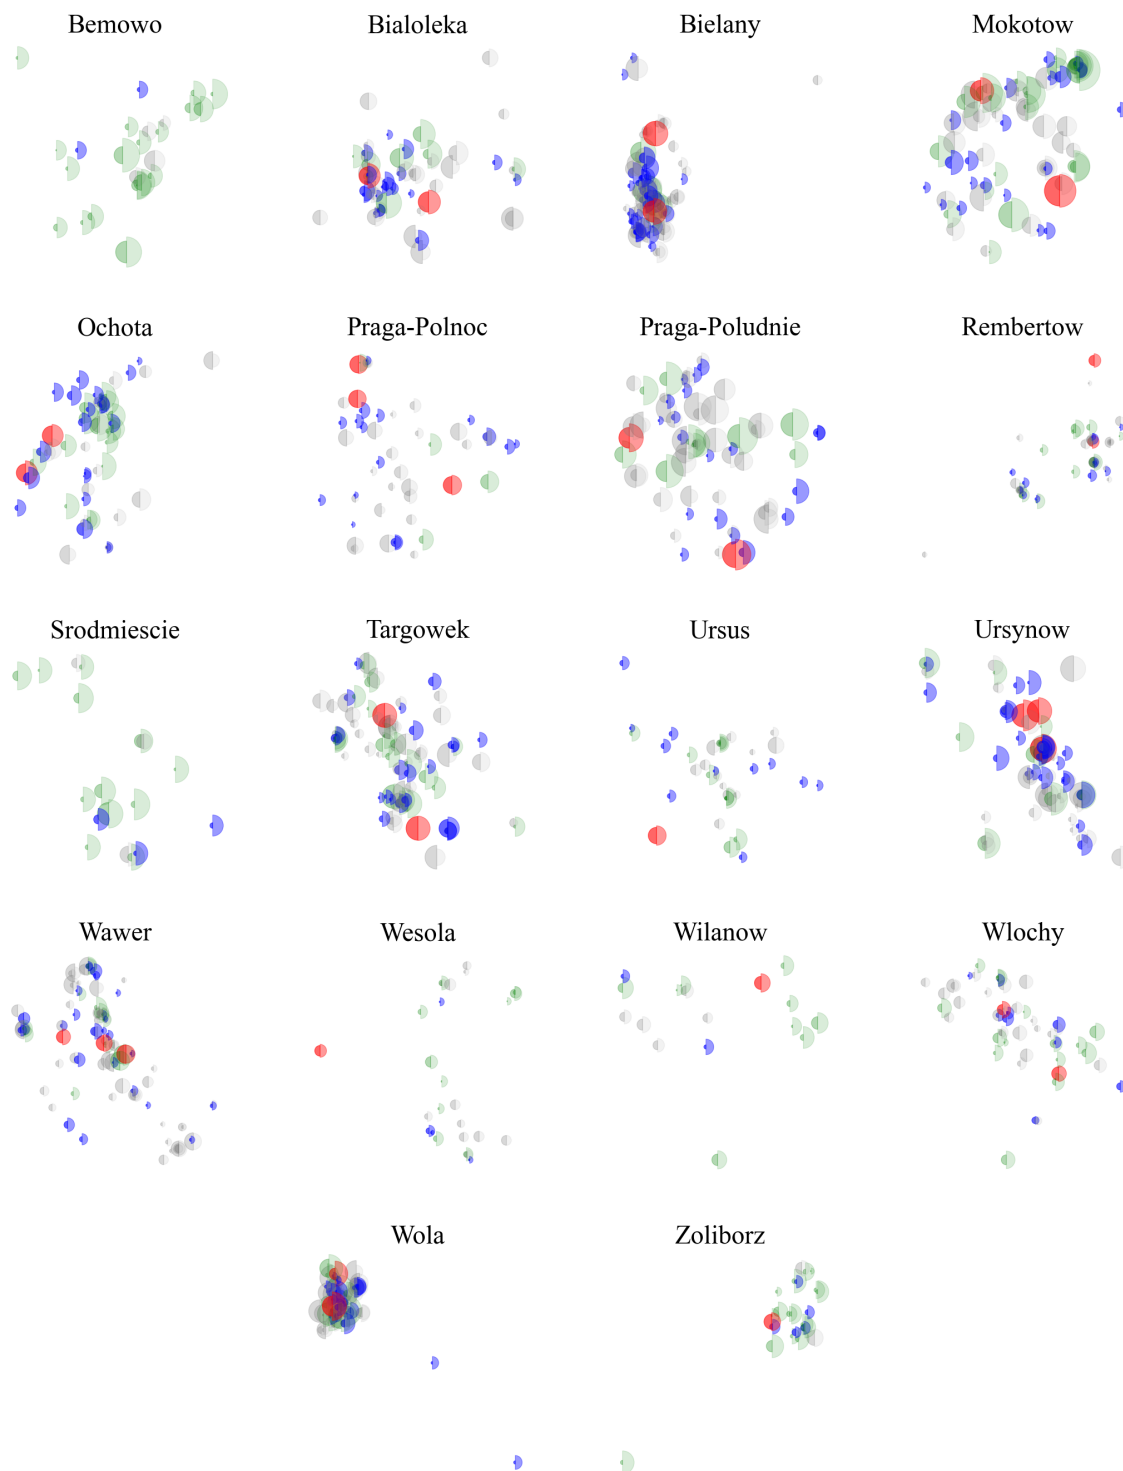 Bemowo
Bialoleka
Bielany
Mokotow
Ochota
Praga-Polnoc
Praga-Poludnie
Rembertow
Srodmiescie
Targowek
Ursus
Ursynow
Wawer
Wesola
Wilanow
Wlochy
Wola
Zoliborz